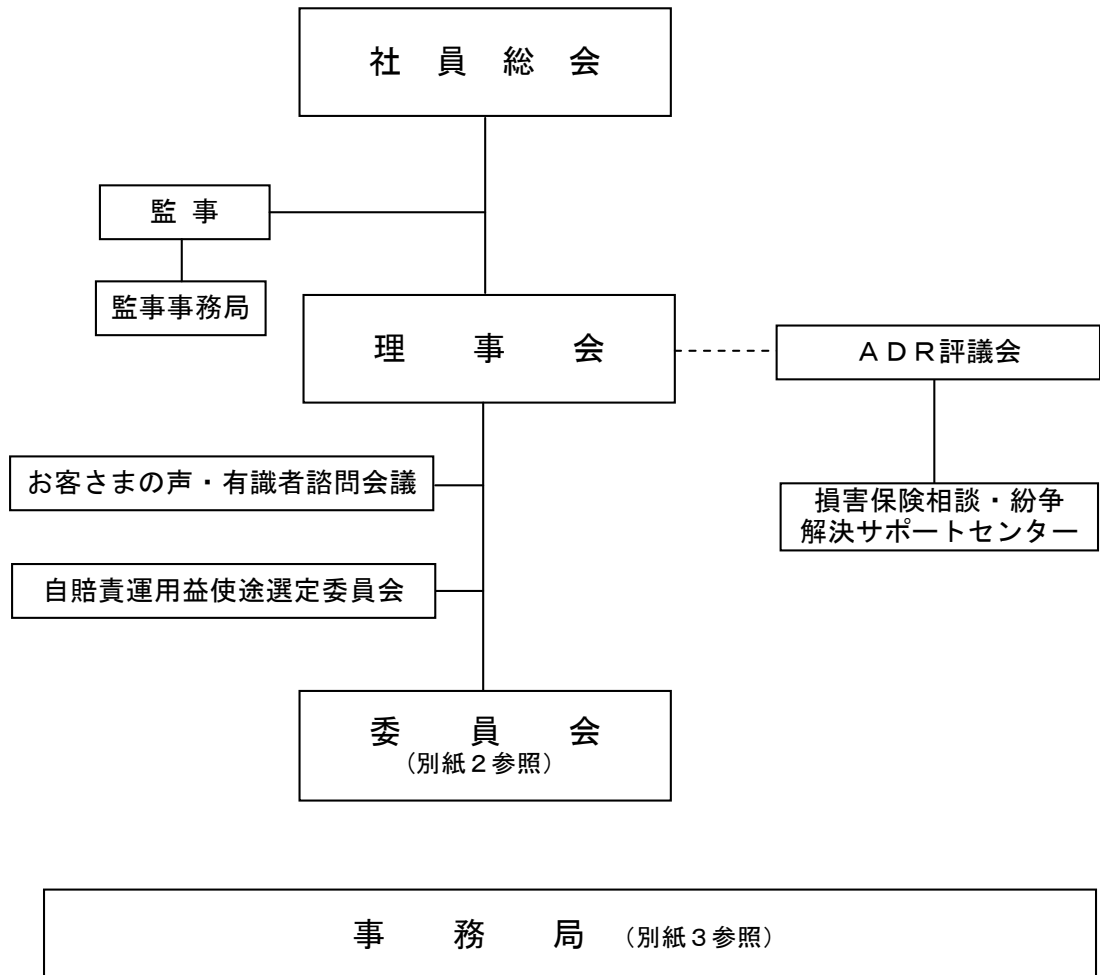 社員総会
監事
監事事務局
理事会
ADR評議会
お客さまの声・有識者諮問会議
損害保険相談・紛争
解決サポートセンター
自賠責運用益使途選定委員会
委員会
（別紙２参照）
事務局 （別紙３参照）